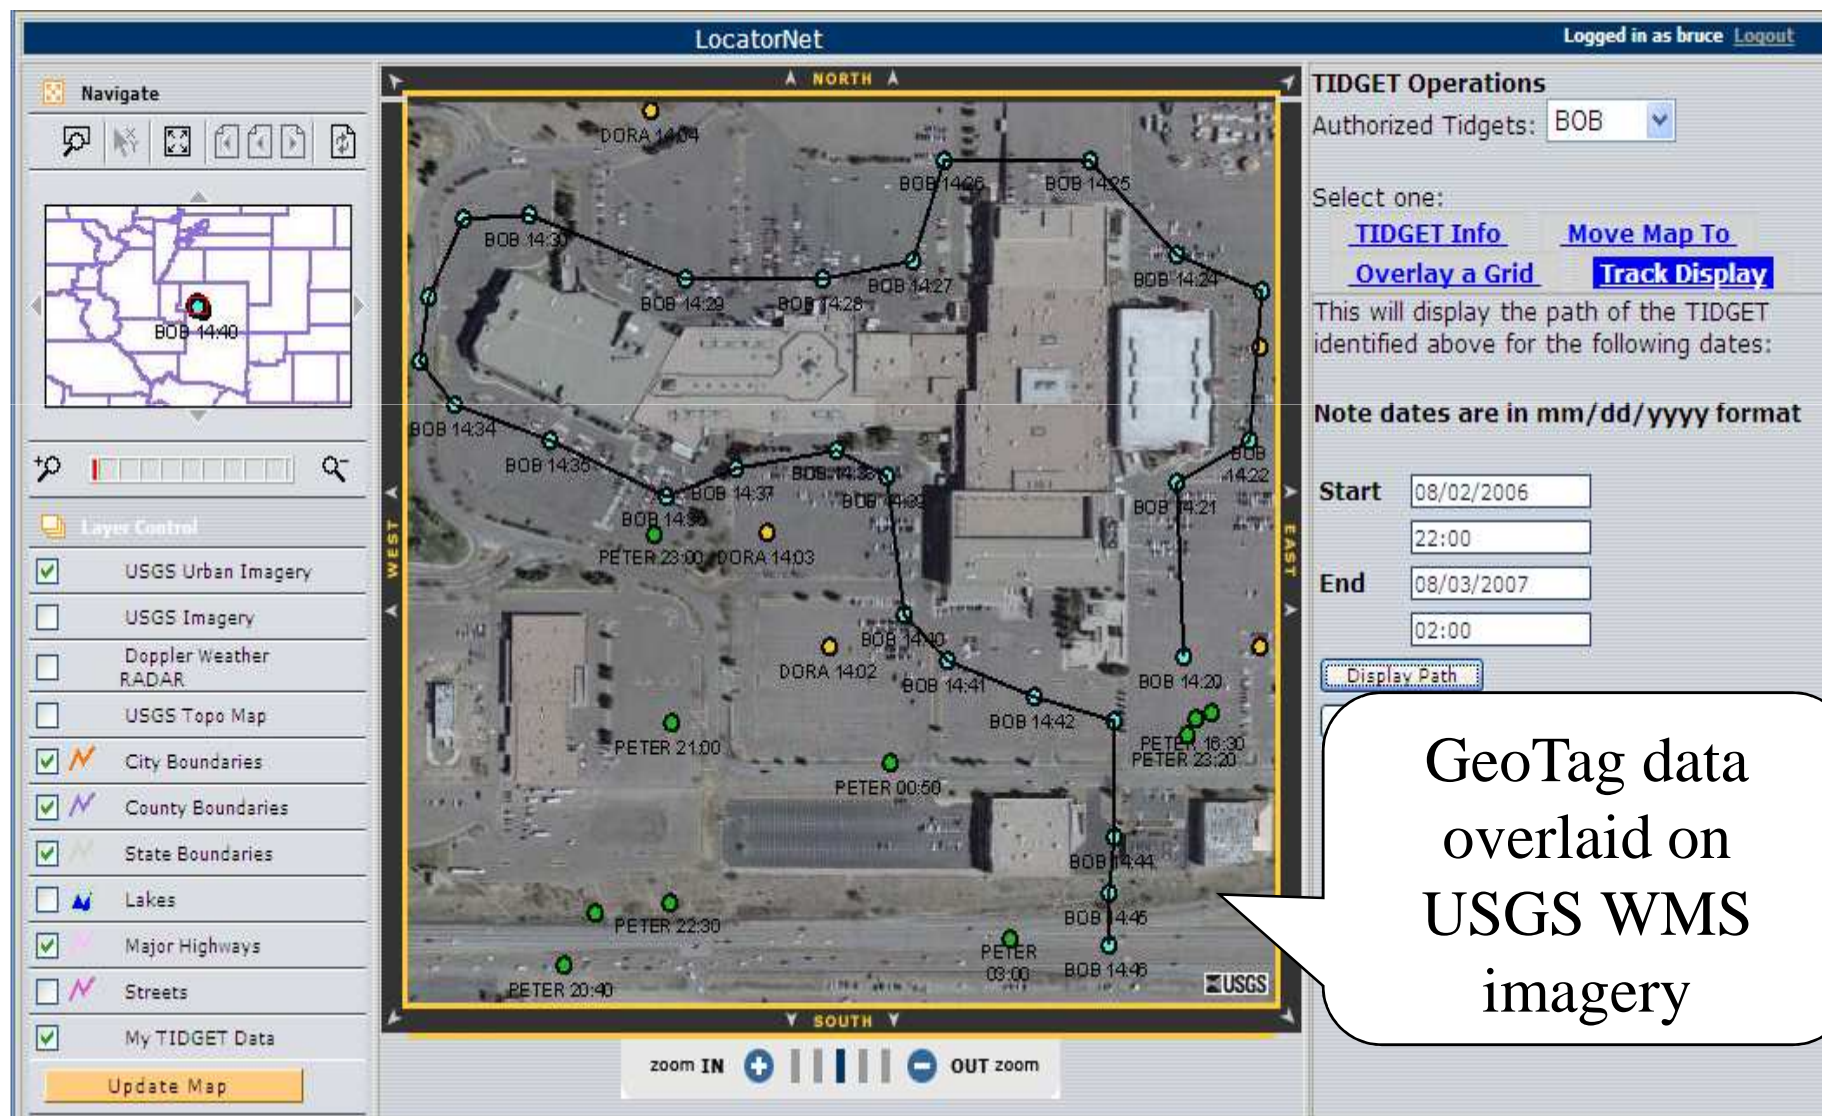 LocatorNet
Logged in as bruce Logout
Navigate
BOB 14:40
Layer Control
USGS Urban Imagery
USGS Imagery
Doppler Weather
RADAR
USGS Topo Map
City Boundaries
County Boundaries
State Boundaries
Lakes
Major Highways
Streets
My TIDGET Data
Update Map
NORTH
WEST
EAST
SOUTH
DORA 14:04
BOB 14:26
BOB 14:25
BOB 14:30
BOB 14:29
BOB 14:28
BOB 14:27
BOB 14:24
BOB 14:34
BOB 14:35
BOB 14:36
BOB 14:37
BOB 14:38
BOB 14:39
BOB
14:22
BOB 14:21
PETER 23:00
DORA 14:03
BOB 14:40
DORA 14:02
BOB 14:41
BOB 14:20
BOB 14:42
PETER 21:00
PETER 16:30
PETER 23:20
PETER 00:50
BOB 14:44
BOB 14:45
PETER 22:30
PETER
03:00
BOB 14:46
PETER 20:40
USGS
zoom IN
OUT zoom
TIDGET Operations
Authorized Tidgets: BOB
Select one:
TIDGET Info Move Map To
Overlay a Grid Track Display
This will display the path of the TIDGET
identified above for the following dates:
Note dates are in mm/dd/yyyy format
Start 08/02/2006
22:00
End 08/03/2007
02:00
Display Path
GeoTag data
overlaid on
USGS WMS
imagery